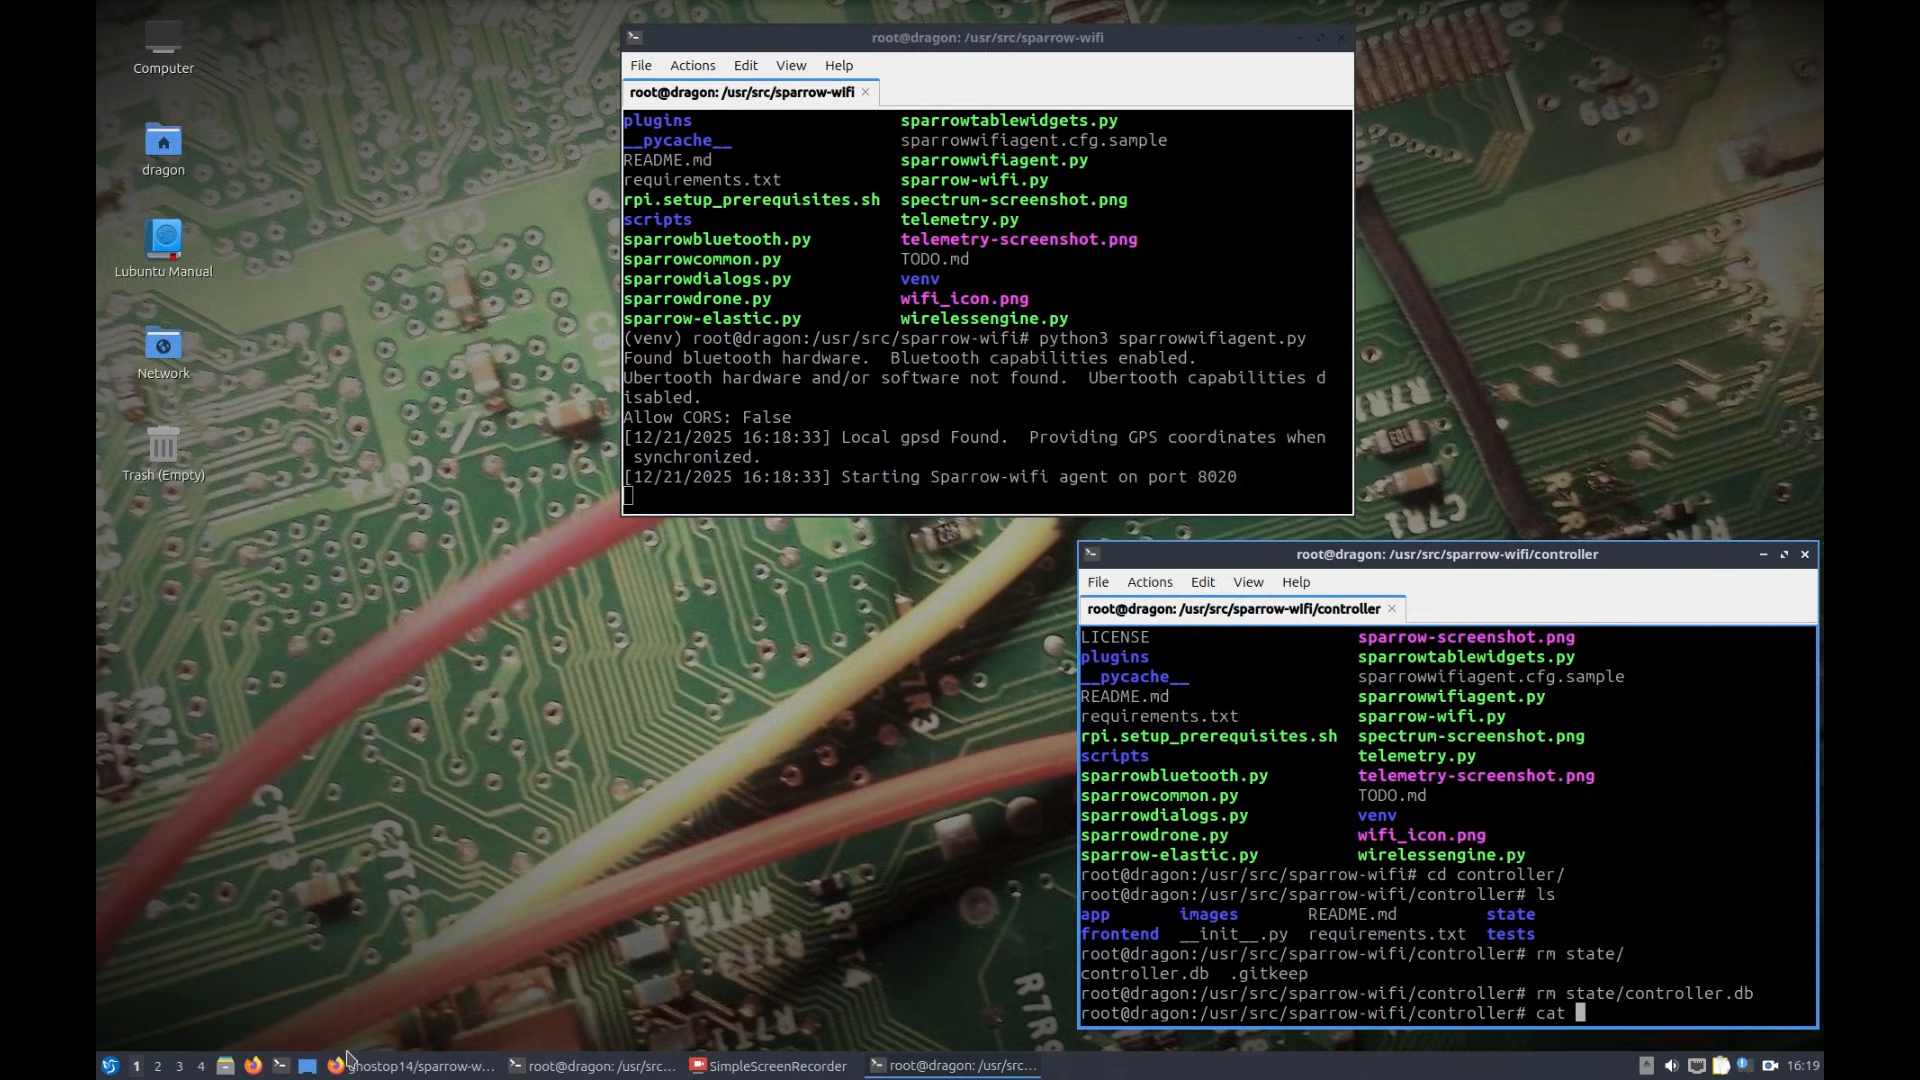 Computer
dragon
Lubuntu Manual
Network
Trash (Empty)
root@dragon: /usr/src/sparrow-wifi
File Actions Edit View Help
root@dragon: /usr/src/sparrow-wifi
plugins sparrowtablewidgets.py
__pycache__ sparrowwifiagent.cfg.sample
README.md sparrowwifiagent.py
requirements.txt sparrow-wifi.py
rpi.setup_prerequisites.sh spectrum-screenshot.png
scripts telemetry.py
sparrowbluetooth.py telemetry-screenshot.png
sparrowcommon.py TODO.md
sparrowdialogs.py venv
sparrowdrone.py wifi_icon.png
sparrow-elastic.py wirelessengine.py
(venv) root@dragon:/usr/src/sparrow-wifi# python3 sparrowwifiagent.py
Found bluetooth hardware.  Bluetooth capabilities enabled.
Ubertooth hardware and/or software not found.  Ubertooth capabilities d
isabled.
Allow CORS: False
[12/21/2025 16:18:33] Local gpsd Found.  Providing GPS coordinates when
synchronized.
[12/21/2025 16:18:33] Starting Sparrow-wifi agent on port 8020
root@dragon: /usr/src/sparrow-wifi/controller
File Actions Edit View Help
root@dragon: /usr/src/sparrow-wifi/controller
LICENSE sparrow-screenshot.png
plugins sparrowtablewidgets.py
__pycache__ sparrowwifiagent.cfg.sample
README.md sparrowwifiagent.py
requirements.txt sparrow-wifi.py
rpi.setup_prerequisites.sh spectrum-screenshot.png
scripts telemetry.py
sparrowbluetooth.py telemetry-screenshot.png
sparrowcommon.py TODO.md
sparrowdialogs.py venv
sparrowdrone.py wifi_icon.png
sparrow-elastic.py wirelessengine.py
root@dragon:/usr/src/sparrow-wifi# cd controller/
root@dragon:/usr/src/sparrow-wifi/controller# ls
app images README.md state
frontend __init__.py requirements.txt tests
root@dragon:/usr/src/sparrow-wifi/controller# rm state/
controller.db .gitkeep
root@dragon:/usr/src/sparrow-wifi/controller# rm state/controller.db
root@dragon:/usr/src/sparrow-wifi/controller# cat
1 2 3 4 ghostop14/sparrow-w... root@dragon: /usr/src... SimpleScreenRecorder root@dragon: /usr/src... 16:19